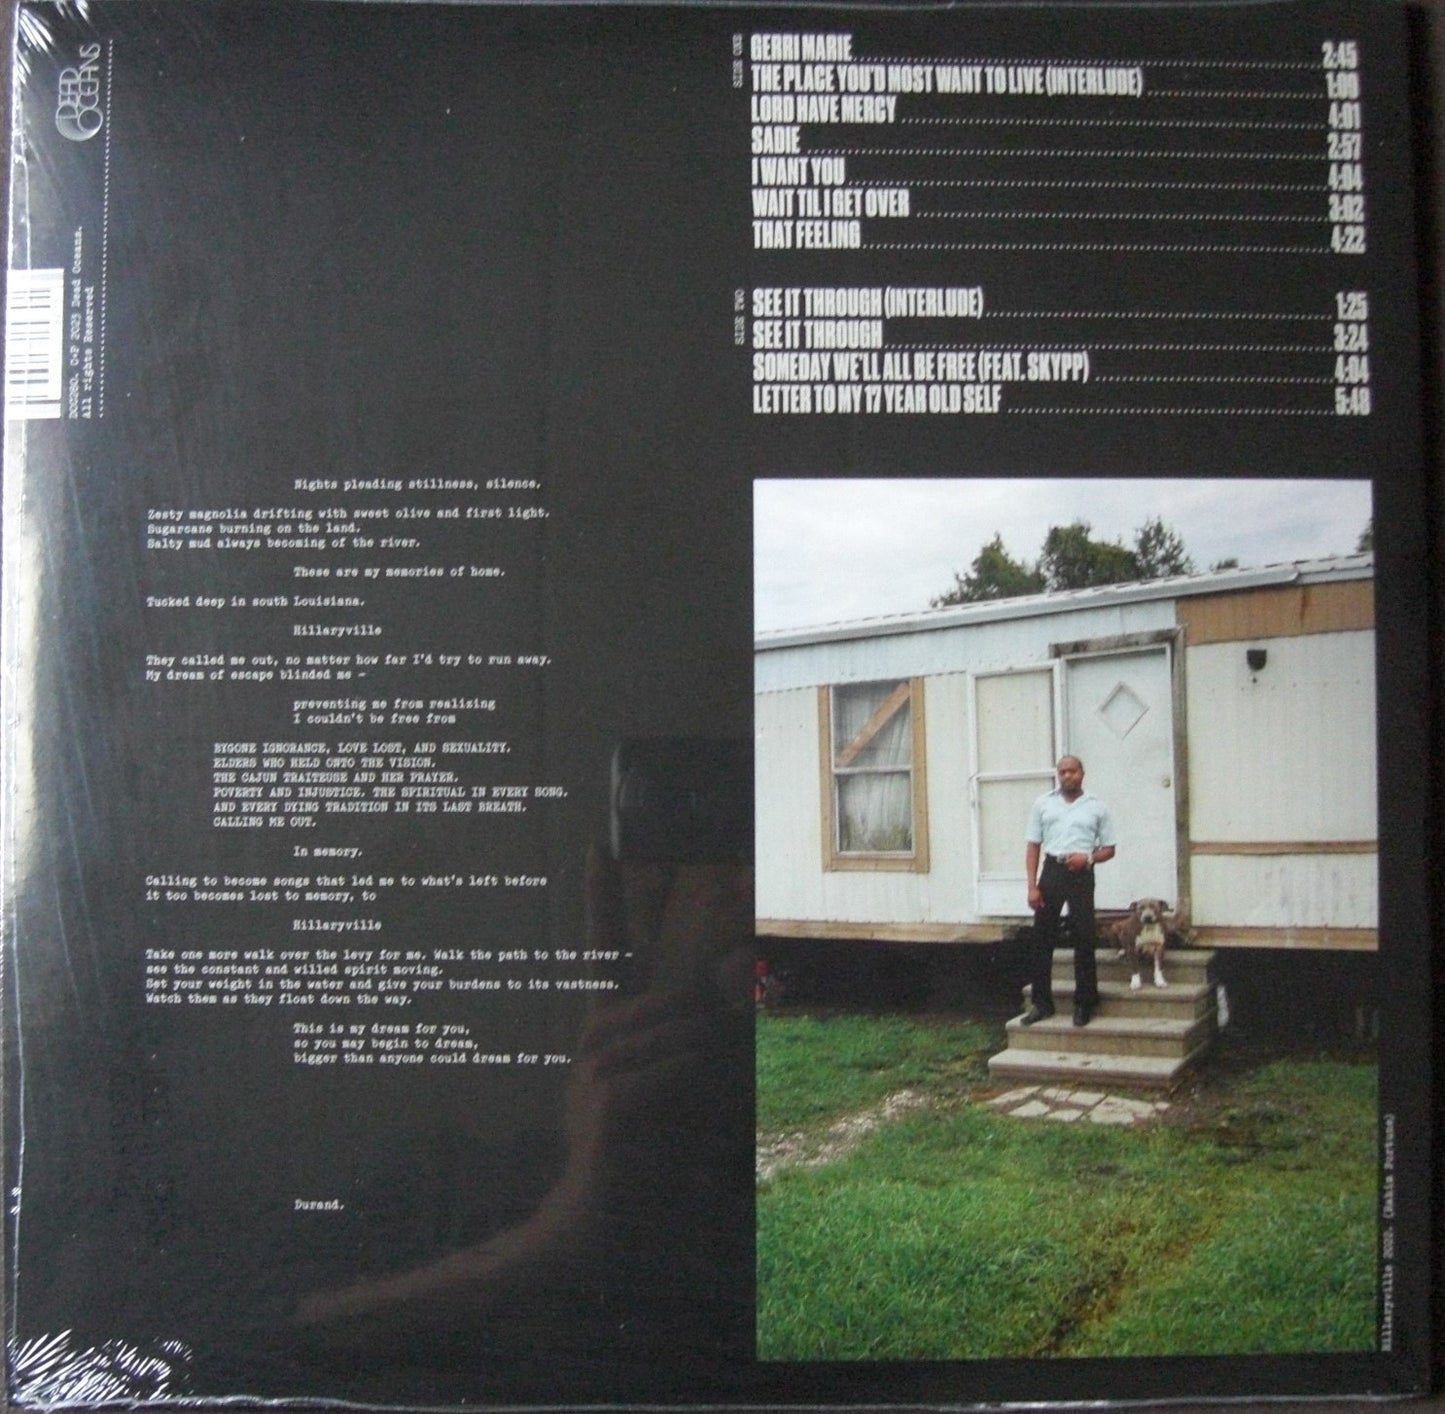 DEAD OCEANS
DOC280. C+P 2023 Dead Oceans.
All rights Reserved
SIDE ONE
GERRI MARIE 2:45
THE PLACE YOU'D MOST WANT TO LIVE (INTERLUDE) 1:09
LORD HAVE MERCY 4:01
SADIE 2:57
I WANT YOU 4:04
WAIT TIL I GET OVER 3:02
THAT FEELING 4:22
SIDE TWO
SEE IT THROUGH (INTERLUDE) 1:25
SEE IT THROUGH 3:24
SOMEDAY WE'LL ALL BE FREE (FEAT. SKYPP) 4:04
LETTER TO MY 17 YEAR OLD SELF 5:48
Nights pleading stillness, silence.
Zesty magnolia drifting with sweet olive and first light.
Sugarcane burning on the land.
Salty mud always becoming of the river.
These are my memories of home.
Tucked deep in south Louisiana.
Hillaryville
They called me out, no matter how far I'd try to run away.
My dream of escape blinded me -
preventing me from realizing
I couldn't be free from
BYGONE IGNORANCE, LOVE LOST, AND SEXUALITY.
ELDERS WHO HELD ONTO THE VISION.
THE CAJUN TRAITEUSE AND HER PRAYER.
POVERTY AND INJUSTICE. THE SPIRITUAL IN EVERY SONG.
AND EVERY DYING TRADITION IN ITS LAST BREATH.
CALLING ME OUT.
In memory.
Calling to become songs that led me to what's left before
it too becomes lost to memory, to
Hillaryville
Take one more walk over the levy for me. Walk the path to the river -
see the constant and willed spirit moving.
Set your weight in the water and give your burdens to its vastness.
Watch them as they float down the way.
This is my dream for you,
so you may begin to dream,
bigger than anyone could dream for you.
Durand.
Hillaryville 2022. (Rahim Fortune)